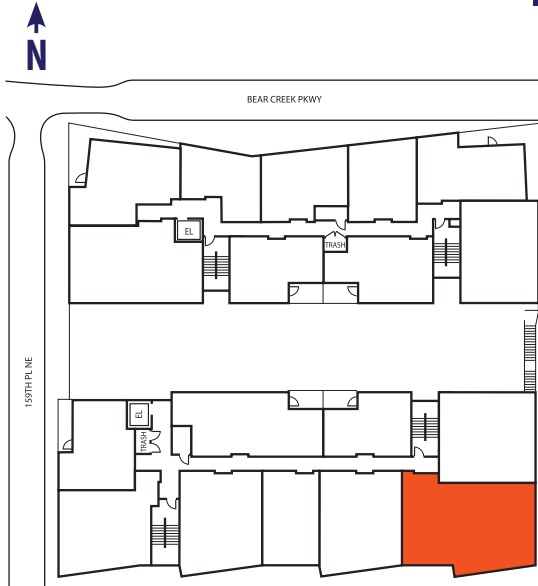 N
BEAR CREEK PKWY
EL
TRASH
159TH PL NE
EL
TRASH